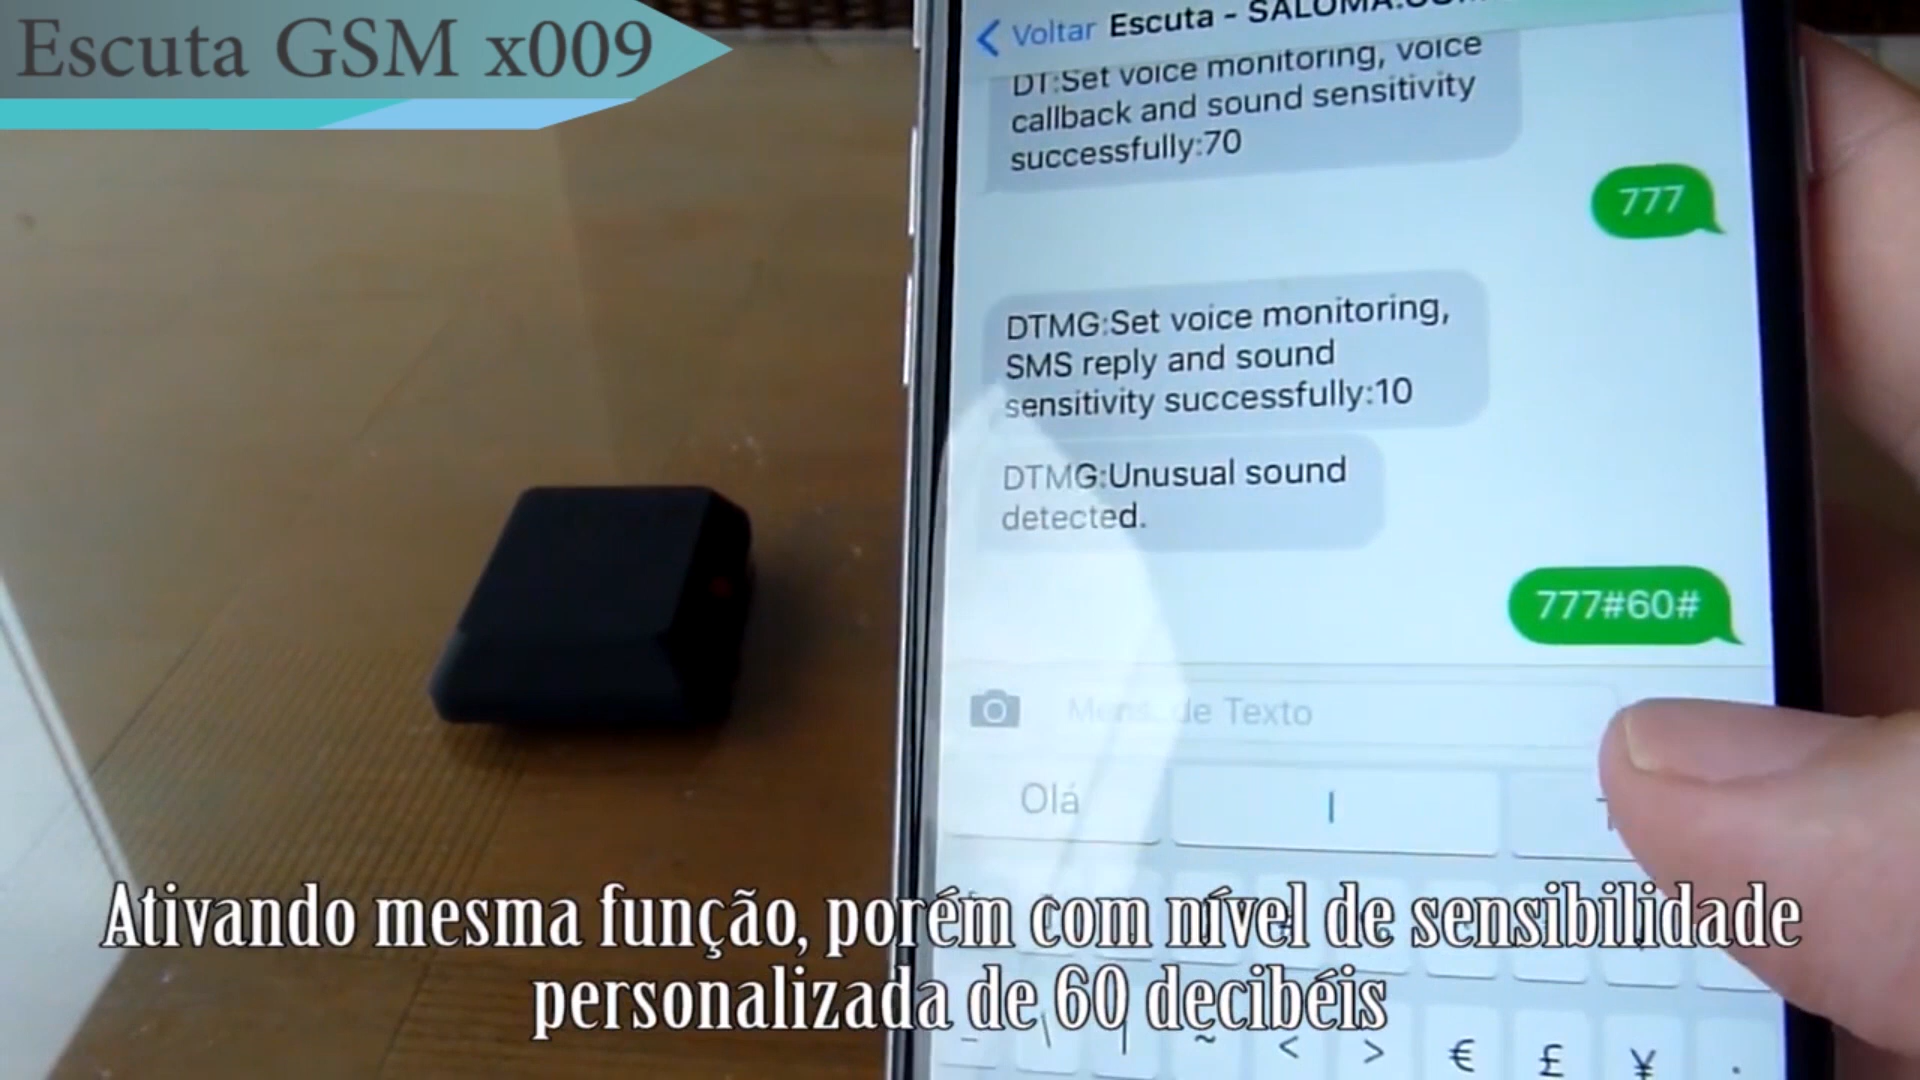 Escuta GSM x009
Voltar Escuta -
DT:Set voice monitoring, voice
callback and sound sensitivity
successfully:70
777
DTMG:Set voice monitoring,
SMS reply and sound
sensitivity successfully:10
DTMG:Unusual sound
detected.
777#60#
de Texto
Olá
Ativando mesma função, porém com nível de sensibilidade
personalizada de 60 decibéis
_ \ | ~ < > € £ ¥ .